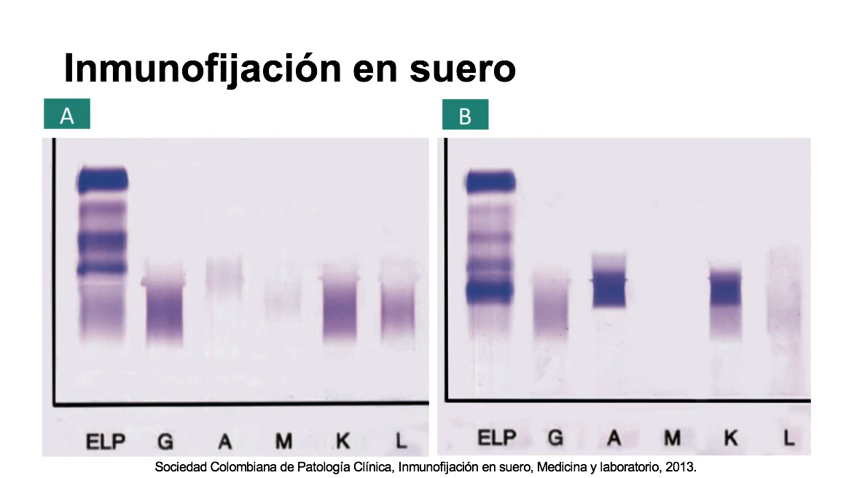 Inmunofijación en suero
A
B
ELP G A M K L
ELP G A M K L
Sociedad Colombiana de Patología Clínica, Inmunofijación en suero, Medicina y laboratorio, 2013.